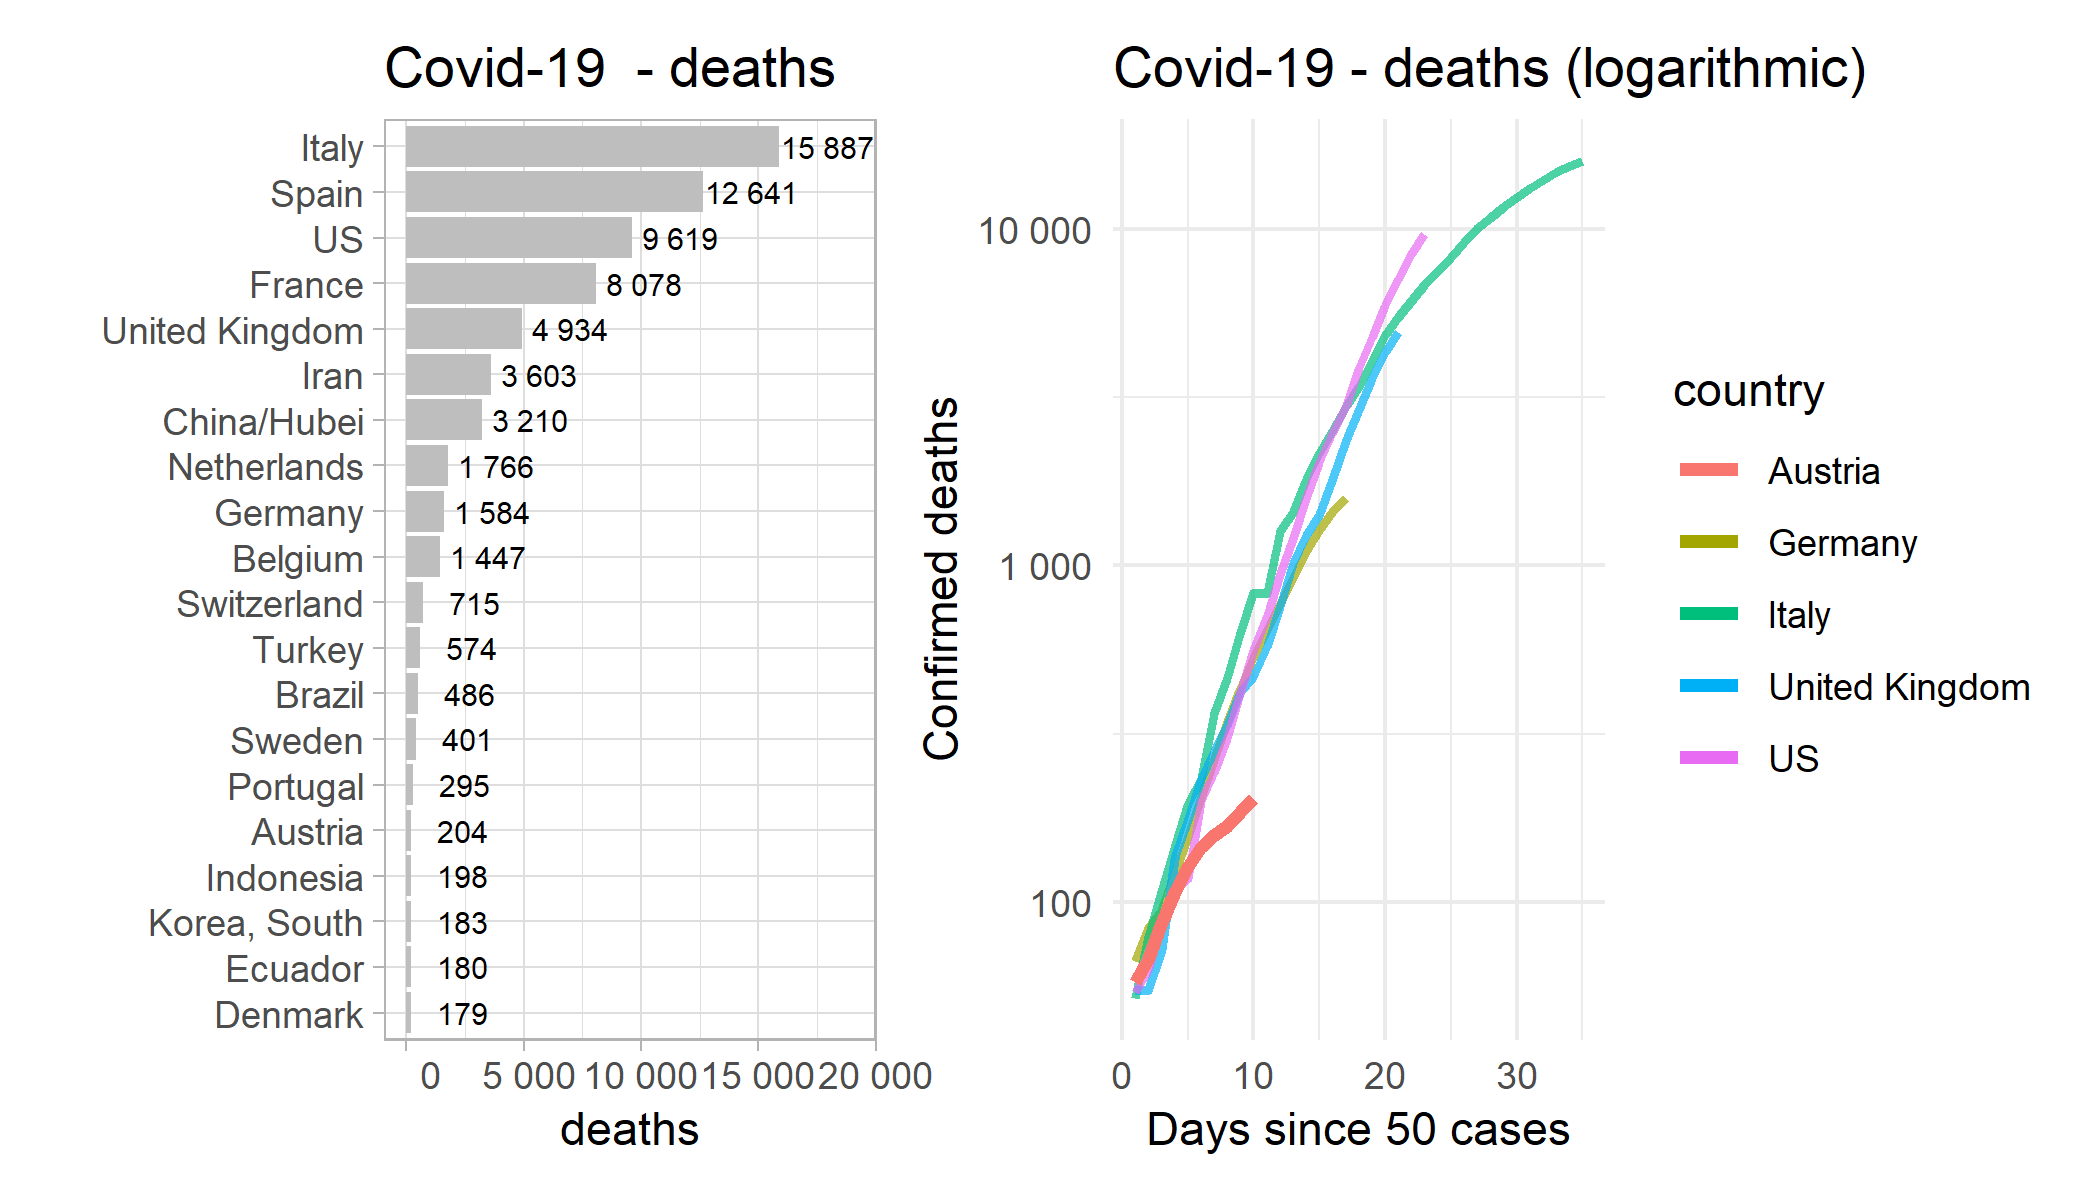 Covid-19  - deaths
Italy 15 887
Spain 12 641
US 9 619
France 8 078
United Kingdom 4 934
Iran 3 603
China/Hubei 3 210
Netherlands 1 766
Germany 1 584
Belgium 1 447
Switzerland 715
Turkey 574
Brazil 486
Sweden 401
Portugal 295
Austria 204
Indonesia 198
Korea, South 183
Ecuador 180
Denmark 179
0 5 000 10 000 15 000 20 000
deaths
Covid-19 - deaths (logarithmic)
Confirmed deaths
10 000
1 000
100
0 10 20 30
Days since 50 cases
country
Austria
Germany
Italy
United Kingdom
US